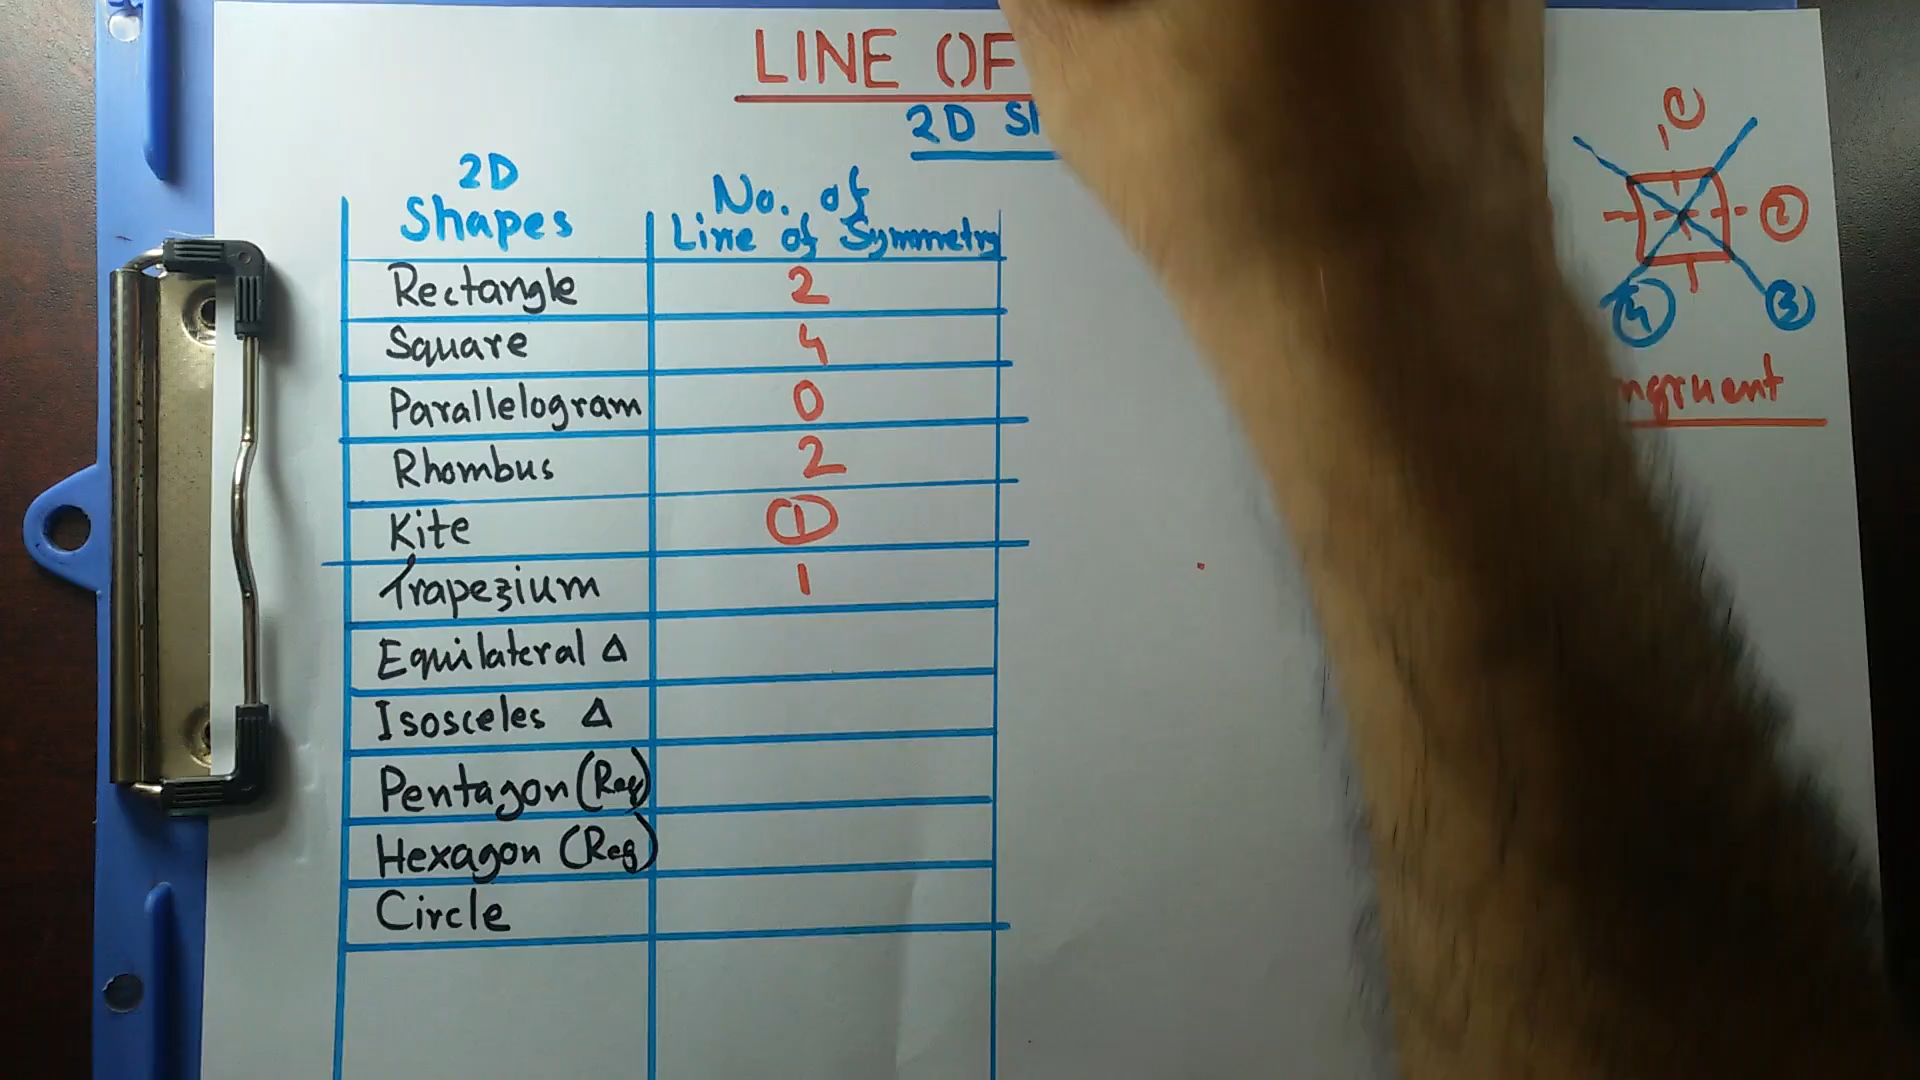 LINE OF
2D
2D
Shapes
No. of
Line of Symmetry
Rectangle 2
Square 4
Parallelogram 0
Rhombus 2
Kite 1
Trapezium 1
Equilateral Δ
Isosceles Δ
Pentagon (Reg)
Hexagon (Reg)
Circle
1
2
3
4
ngruent